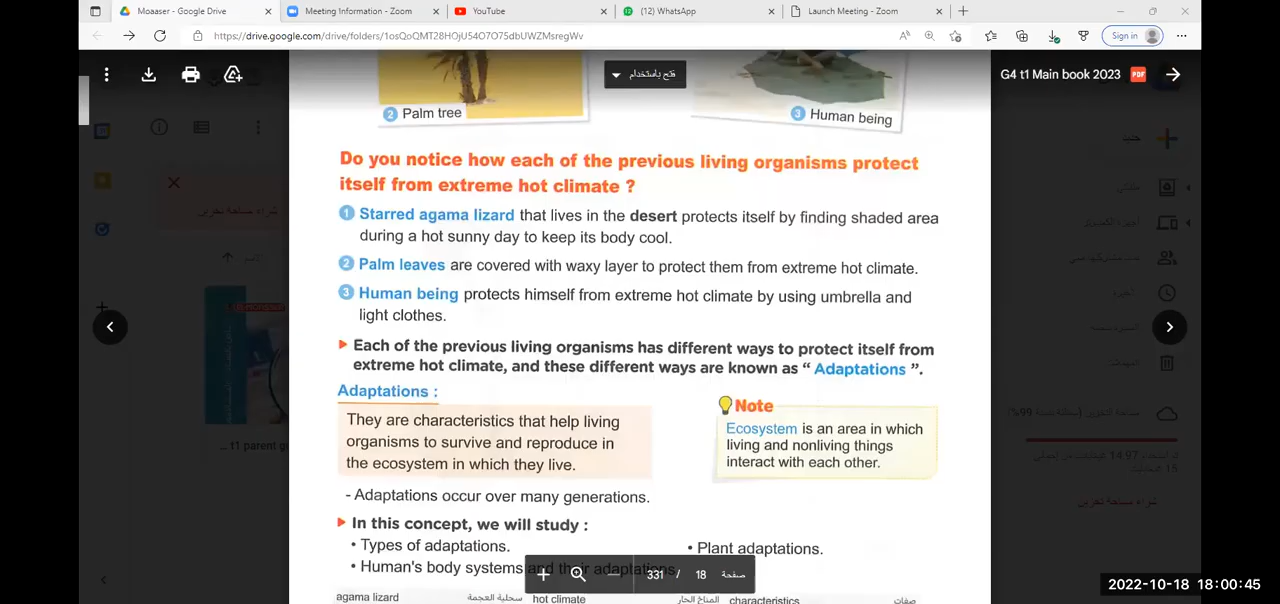 Moaaser - Google Drive
Meeting Information - Zoom
YouTube
(12) WhatsApp
Launch Meeting - Zoom
https://drive.google.com/drive/folders/1osQoQMT28HOjU54O7O75dbUWZMsregWv
Sign in
فتح باستخدام
G4 t1 Main book 2023
PDF
2 Palm tree
3 Human being
Do you notice how each of the previous living organisms protect
itself from extreme hot climate ?
1 Starred agama lizard that lives in the desert protects itself by finding shaded area
during a hot sunny day to keep its body cool.
2 Palm leaves are covered with waxy layer to protect them from extreme hot climate.
3 Human being protects himself from extreme hot climate by using umbrella and
light clothes.
Each of the previous living organisms has different ways to protect itself from
extreme hot climate, and these different ways are known as “ Adaptations ”.
Adaptations :
They are characteristics that help living
organisms to survive and reproduce in
the ecosystem in which they live.
Note
Ecosystem is an area in which
living and nonliving things
interact with each other.
- Adaptations occur over many generations.
In this concept, we will study :
• Types of adaptations.
• Plant adaptations.
• Human's body systems and their adaptations
331 / 18 صفحة
agama lizard سحلية العجمة hot climate المناخ الحار characteristics صفات
... t1 parent gu
شراء مساحة تخزين
2022-10-18 18:00:45